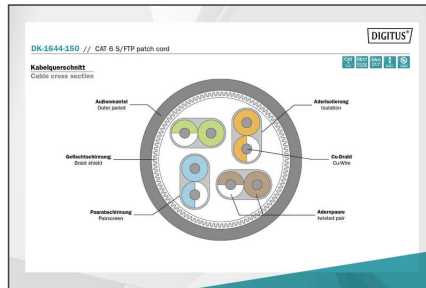 DIGITUS®
DK-1644-150 // CAT 6 S/FTP patch cord
Kabelquerschnitt
Cable cross section
Außenmantel
Outer jacket
Aderisolierung
Insulation
Geflechtschirmung
Braid shield
Cu-Draht
Cu-Wire
Paarabschirmung
Pairscreen
Adernpaare
twisted pair